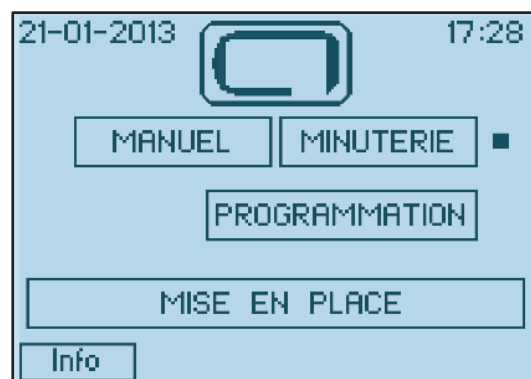 21-01-2013 17:28
MANUEL MINUTERIE
PROGRAMMATION
MISE EN PLACE
Info